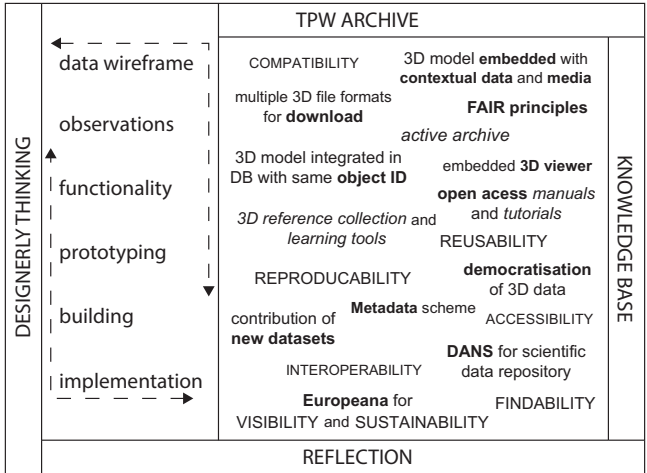 TPW ARCHIVE
DESIGNERLY THINKING
data wireframe
observations
functionality
prototyping
building
implementation
COMPATIBILITY
3D model embedded with
contextual data and media
multiple 3D file formats
for download
FAIR principles
active archive
3D model integrated in
DB with same object ID
embedded 3D viewer
open acess manuals
and tutorials
3D reference collection and
learning tools
REUSABILITY
REPRODUCABILITY
democratisation
of 3D data
Metadata scheme
contribution of
new datasets
ACCESSIBILITY
INTEROPERABILITY
DANS for scientific
data repository
Europeana for
VISIBILITY and SUSTAINABILITY
FINDABILITY
KNOWLEDGE BASE
REFLECTION